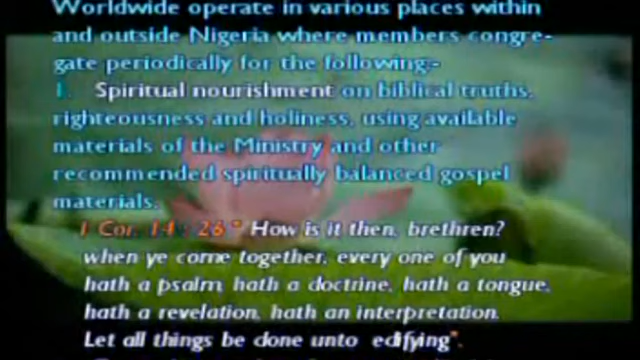 Worldwide operate in various places within
and outside Nigeria where members congre-
gate periodically for the following:-
1. Spiritual nourishment on biblical truths,
righteousness and holiness, using available
materials of the Ministry and other
recommended spiritually balanced gospel
materials.
1 Cor. 14 : 26 " How is it then, brethren?
when ye come together, every one of you
hath a psalm, hath a doctrine, hath a tongue,
hath a revelation, hath an interpretation.
Let all things be done unto edifying".